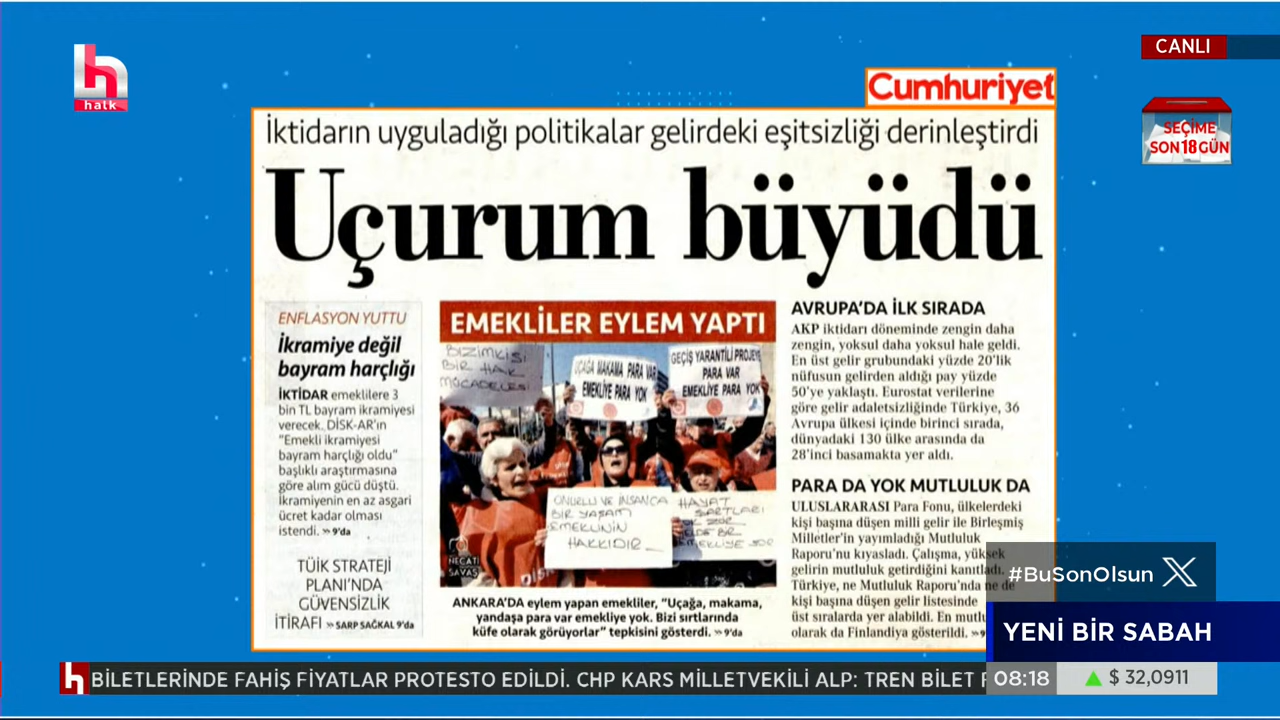 h
halk
CANLI
SEÇİME
SON 18 GÜN
Cumhuriyet
İktidarın uyguladığı politikalar gelirdeki eşitsizliği derinleştirdi
Uçurum büyüdü
ENFLASYON YUTTU
İkramiye değil
bayram harçlığı
İKTİDAR emeklilere 3
bin TL bayram ikramiyesi
verecek. DİSK-AR'ın
"Emekli ikramiyesi
bayram harçlığı oldu"
başlıklı araştırmasına
göre alım gücü düştü.
İkramiyenin en az asgari
ücret kadar olması
istendi. »9'da
TÜİK STRATEJİ
PLANI'NDA
GÜVENSİZLİK
İTİRAFI » SARP SAĞKAL 9'da
EMEKLİLER EYLEM YAPTI
BİZİMKİSİ
BİR HAK
MÜCADELESİ
UÇAĞA MAKAMA PARA VAR
EMEKLİYE PARA YOK
GEÇİŞ YARANTİLİ PROJEYE
PARA VAR
EMEKLİYE PARA YOK
ONURLU VE İNSANCA
BİR YAŞAM
EMEKLİNİN
HAKKIDIR
HAYAT
ŞARTLARI
ZOR
EMEKLİYE ZOR
NECATİ
SAVAŞ
ANKARA'DA eylem yapan emekliler, "Uçağa, makama,
yandaşa para var emekliye yok. Bizi sırtlarında
küfe olarak görüyorlar" tepkisini gösterdi. »9'da
AVRUPA'DA İLK SIRADA
AKP iktidarı döneminde zengin daha
zengin, yoksul daha yoksul hale geldi.
En üst gelir grubundaki yüzde 20'lik
nüfusun gelirden aldığı pay yüzde
50'ye yaklaştı. Eurostat verilerine
göre gelir adaletsizliğinde Türkiye, 36
Avrupa ülkesi içinde birinci sırada,
dünyadaki 130 ülke arasında da
28'inci basamakta yer aldı.
PARA DA YOK MUTLULUK DA
ULUSLARARASI Para Fonu, ülkelerdeki
kişi başına düşen milli gelir ile Birleşmiş
Milletler'in yayımladığı Mutluluk
Raporu'nu kıyasladı. Çalışma, yüksek
gelirin mutluluk getirdiğini kanıtladı.
Türkiye, ne Mutluluk Raporu'nda ne de
kişi başına düşen gelir listesinde
üst sıralarda yer alabildi. En mutlu
olarak da Finlandiya gösterildi. »9
#BuSonOlsun X
YENİ BİR SABAH
h BİLETLERİNDE FAHİŞ FİYATLAR PROTESTO EDİLDİ. CHP KARS MİLLETVEKİLİ ALP: TREN BİLET
08:18
$ 32,0911